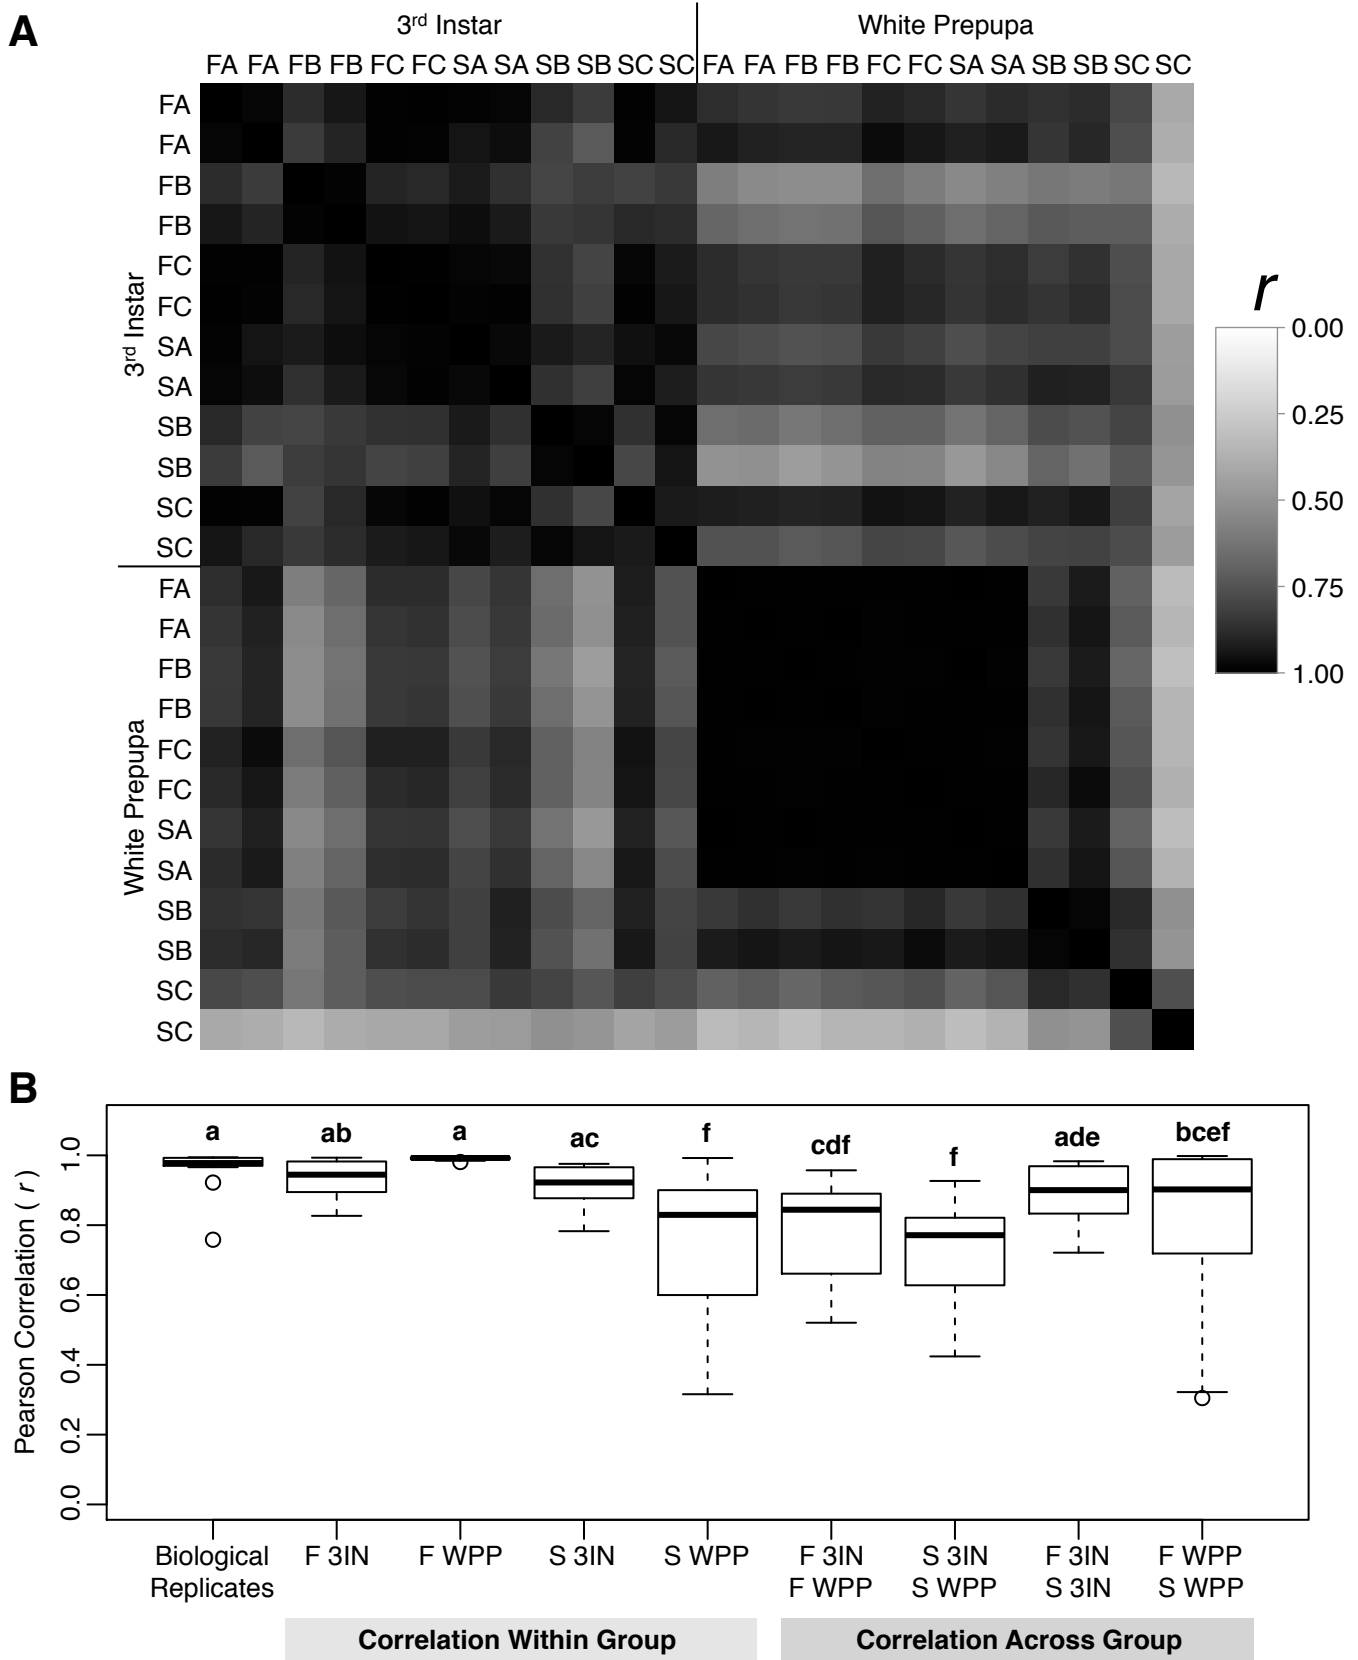 A
3rd Instar
White Prepupa
FA FA FB FB FC FC SA SA SB SB SC SC FA FA FB FB FC FC SA SA SB SB SC SC
3rd Instar
FA
FA
FB
FB
FC
FC
SA
SA
SB
SB
SC
SC
White Prepupa
FA
FA
FB
FB
FC
FC
SA
SA
SB
SB
SC
SC
r
0.00
0.25
0.50
0.75
1.00
B
Pearson Correlation ( r )
1.0
0.8
0.6
0.4
0.2
0.0
a ab a ac f cdf f ade bcef
Biological F 3IN F WPP S 3IN S WPP F 3IN S 3IN F 3IN F WPP
Replicates F WPP S WPP S 3IN S WPP
Correlation Within Group Correlation Across Group